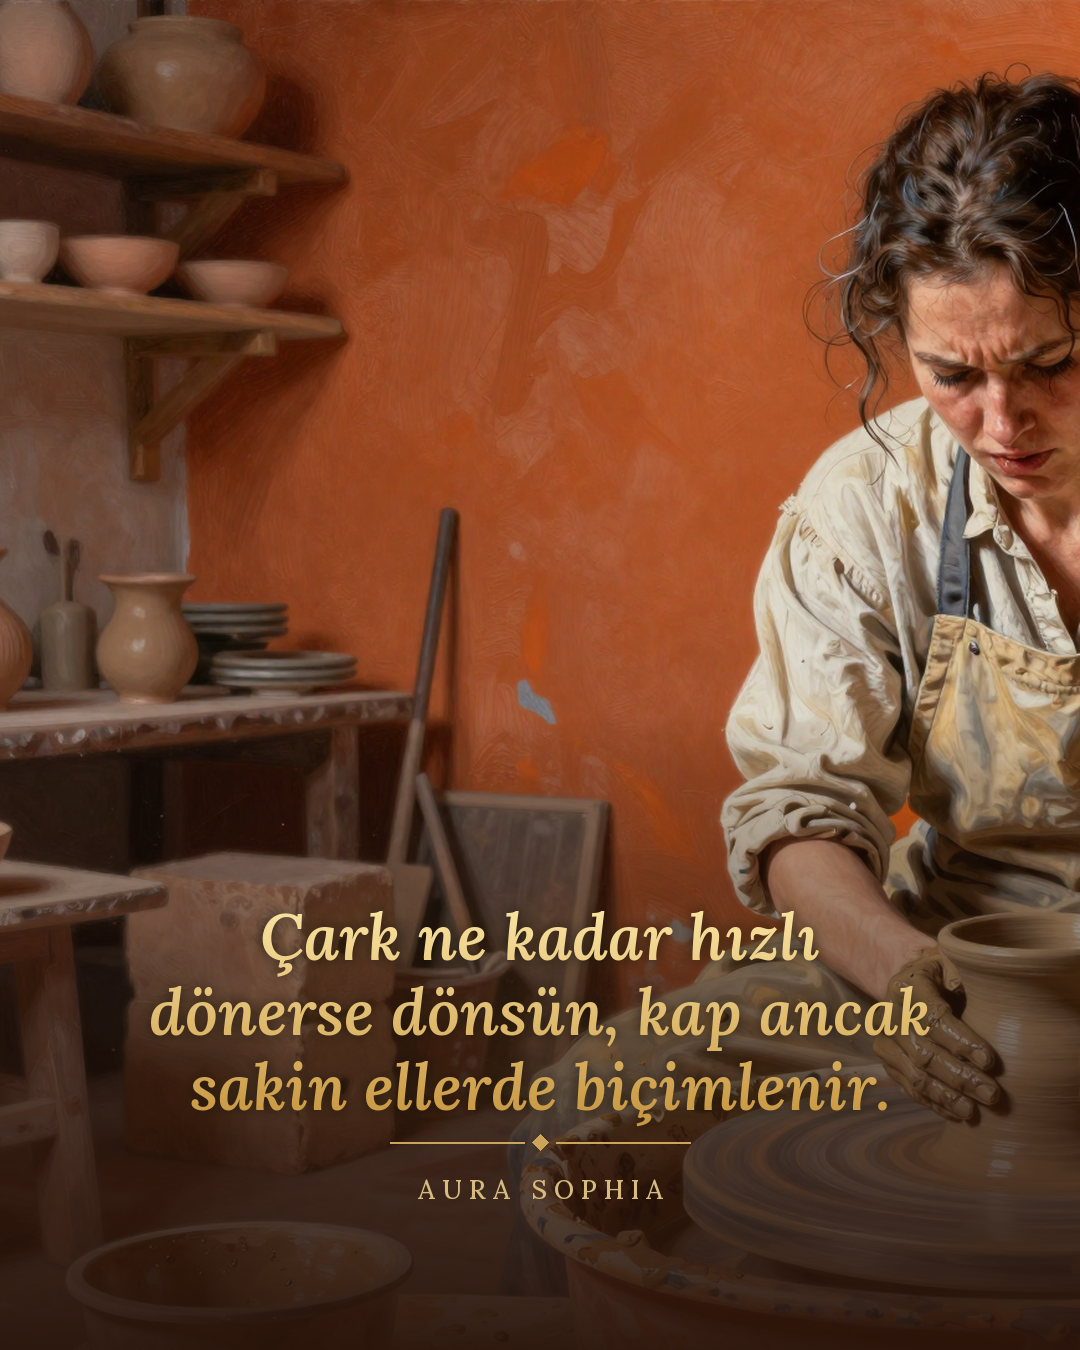 Çark ne kadar hızlı
dönerse dönsün, kap ancak
sakin ellerde biçimlenir.
AURA SOPHIA